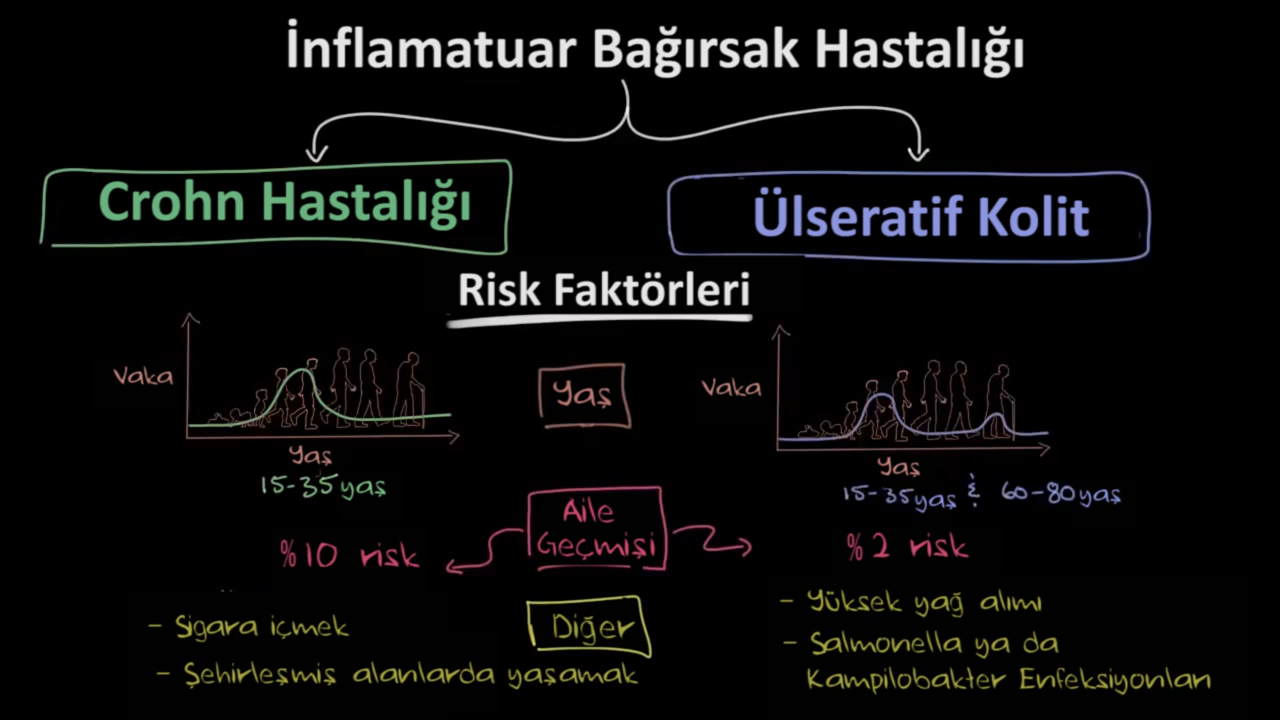 İnflamatuar Bağırsak Hastalığı
Crohn Hastalığı
Ülseratif Kolit
Risk Faktörleri
Vaka
Yaş
15-35 yaş
Yaş
Vaka
Yaş
15-35 yaş & 60-80 yaş
Aile
Geçmişi
%10 risk
%2 risk
Diğer
- Sigara içmek
- Şehirleşmiş alanlarda yaşamak
- Yüksek yağ alımı
- Salmonella ya da
Kampilobakter Enfeksiyonları